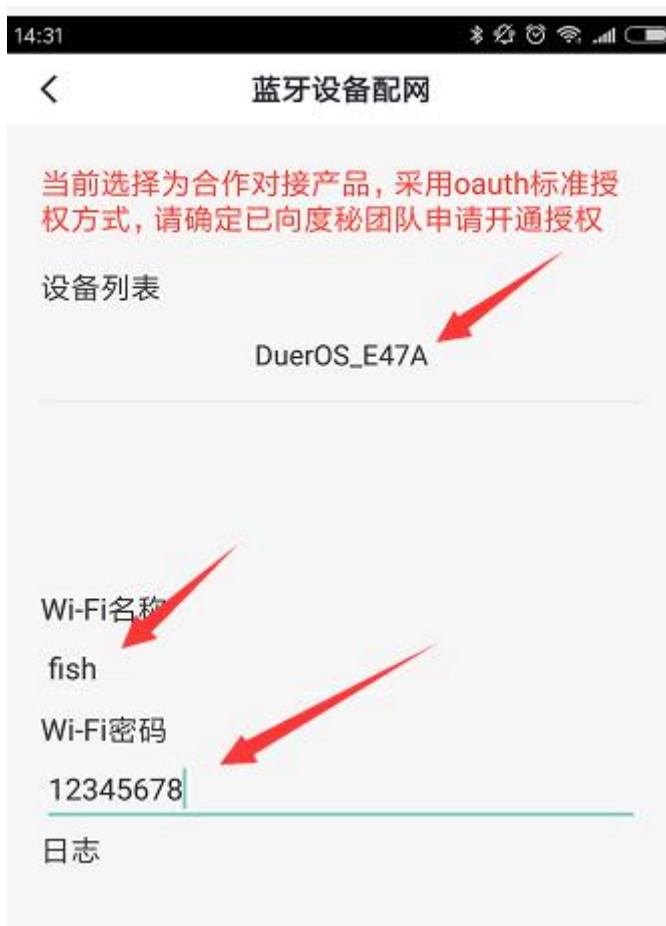 14:31
蓝牙设备配网
当前选择为合作对接产品，采用oauth标准授
权方式，请确定已向度秘团队申请开通授权
设备列表
DuerOS_E47A
Wi-Fi名称
fish
Wi-Fi密码
12345678
日志